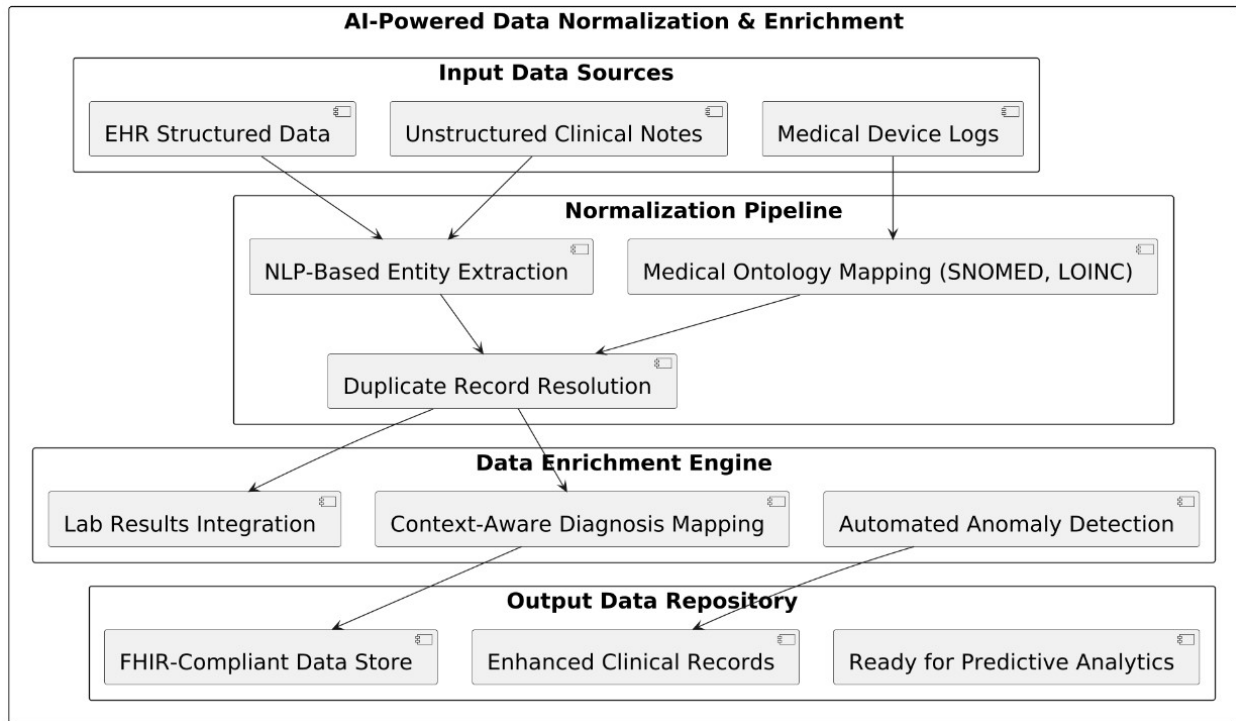 AI-Powered Data Normalization & Enrichment
Input Data Sources
EHR Structured Data
Unstructured Clinical Notes
Medical Device Logs
Normalization Pipeline
NLP-Based Entity Extraction
Medical Ontology Mapping (SNOMED, LOINC)
Duplicate Record Resolution
Data Enrichment Engine
Lab Results Integration
Context-Aware Diagnosis Mapping
Automated Anomaly Detection
Output Data Repository
FHIR-Compliant Data Store
Enhanced Clinical Records
Ready for Predictive Analytics